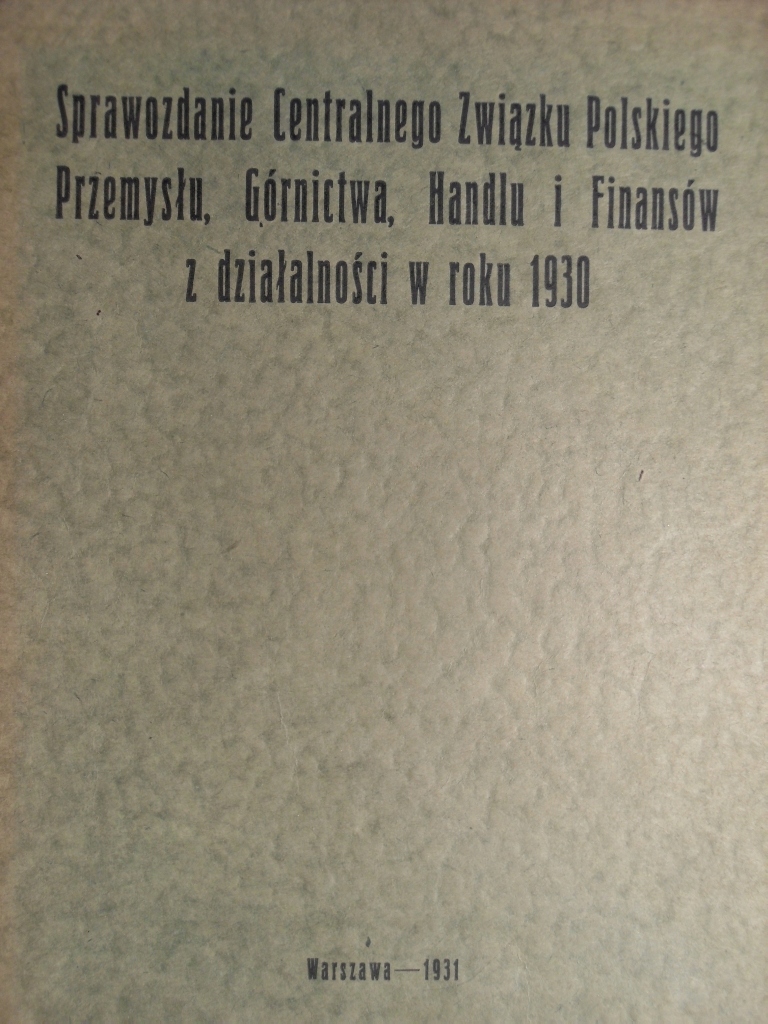 Sprawozdanie Centralnego Związku Polskiego
Przemysłu, Górnictwa, Handlu i Finansów
z działalności w roku 1930
Warszawa—1931